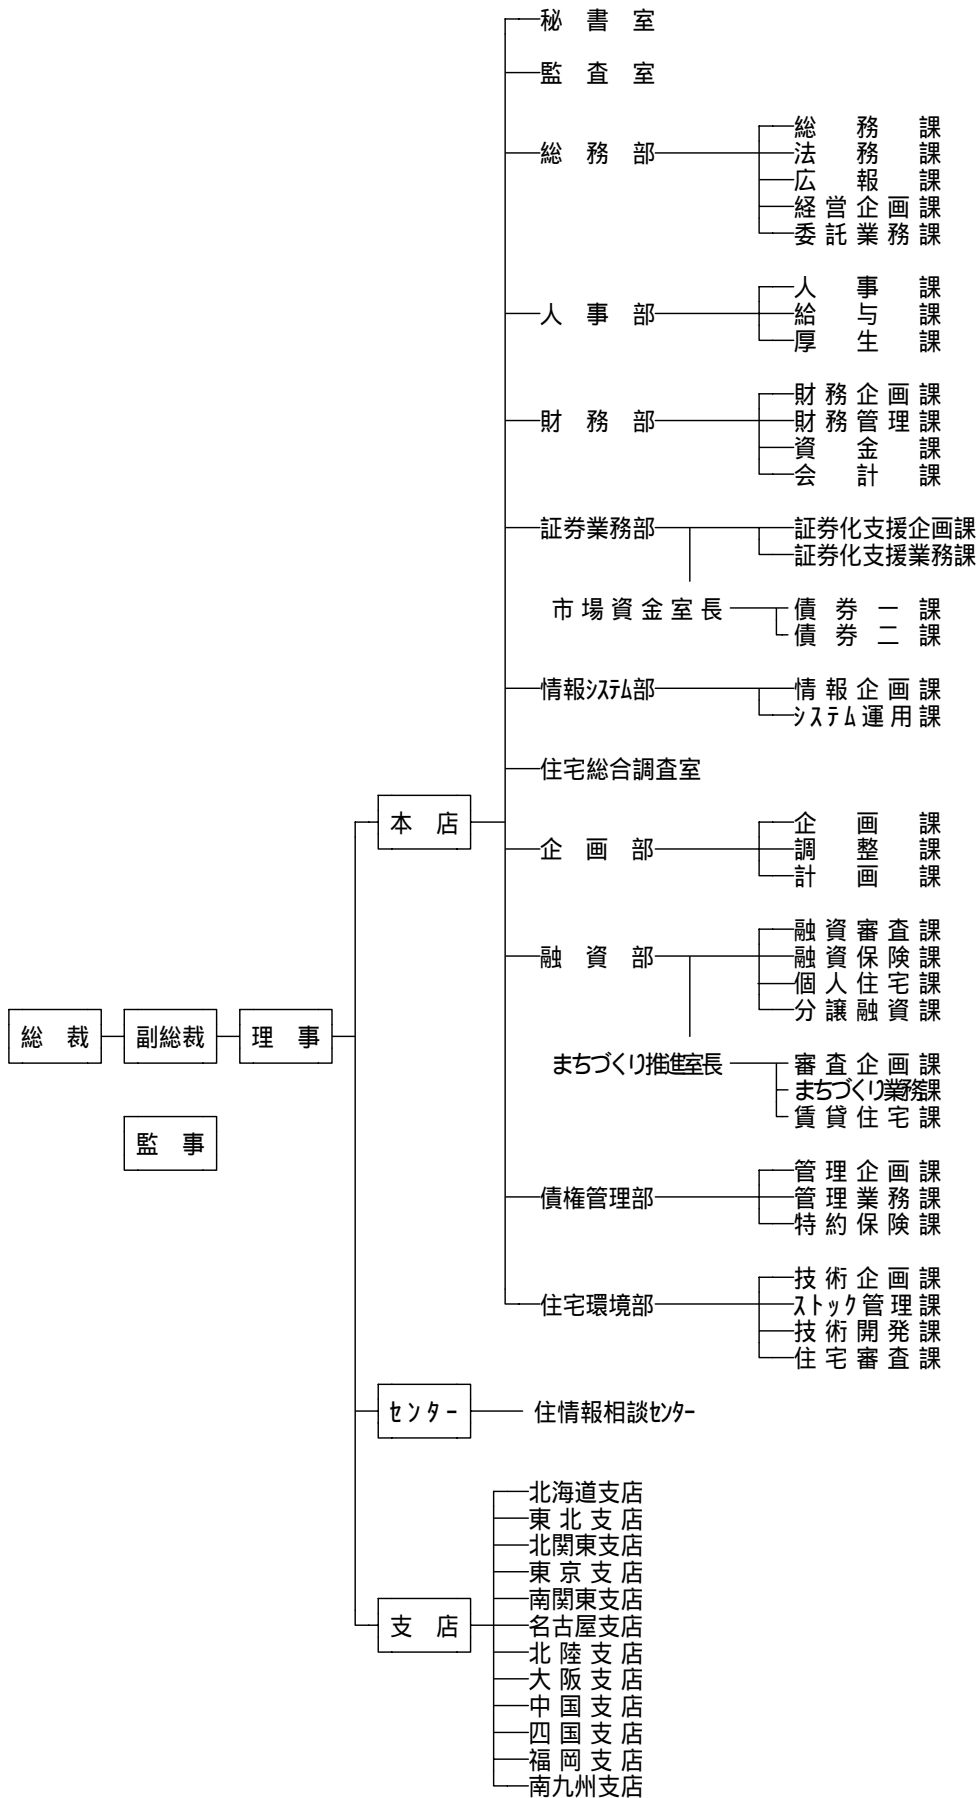 秘書室
監査室
総務部
総務課
法務課
広報課
経営企画課
委託業務課
人事部
人事課
給与課
厚生課
財務部
財務企画課
財務管理課
資金課
会計課
証券業務部
証券化支援企画課
証券化支援業務課
市場資金室長
債券一課
債券二課
情報システム部
情報企画課
システム運用課
住宅総合調査室
本店
企画部
企画課
調整課
計画課
融資部
融資審査課
融資保険課
個人住宅課
分譲融資課
総裁
副総裁
理事
まちづくり推進室長
審査企画課
まちづくり業務課
賃貸住宅課
監事
債権管理部
管理企画課
管理業務課
特約保険課
住宅環境部
技術企画課
ストック管理課
技術開発課
住宅審査課
センター
住情報相談センター
支店
北海道支店
東北支店
北関東支店
東京支店
南関東支店
名古屋支店
北陸支店
大阪支店
中国支店
四国支店
福岡支店
南九州支店